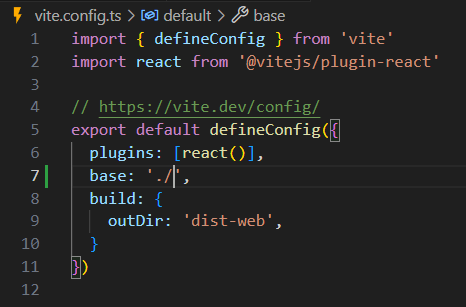 vite.config.ts > default > base
1 import { defineConfig } from 'vite'
2 import react from '@vitejs/plugin-react'
3
4 // https://vite.dev/config/
5 export default defineConfig({
6   plugins: [react()],
7   base: './',
8   build: {
9     outDir: 'dist-web',
10   }
11 })
12